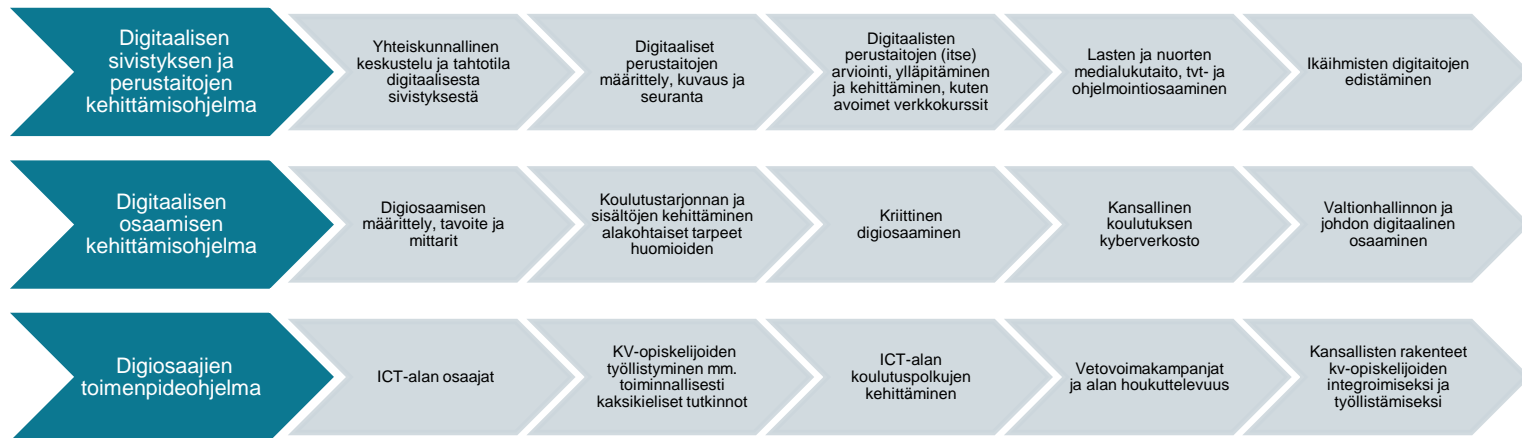 Digitaalisen
sivistyksen ja
perustaitojen
kehittämisohjelma
Yhteiskunnallinen
keskustelu ja tahtotila
digitaalisesta
sivistyksestä
Digitaaliset
perustaitojen
määrittely, kuvaus ja
seuranta
Digitaalisten
perustaitojen (itse)
arviointi, ylläpitäminen
ja kehittäminen, kuten
avoimet verkkokurssit
Lasten ja nuorten
medialukutaito, tvt- ja
ohjelmointiosaaminen
Ikäihmisten digitaitojen
edistäminen
Digitaalisen
osaamisen
kehittämisohjelma
Digiosaamisen
määrittely, tavoite ja
mittarit
Koulutustarjonnan ja
sisältöjen kehittäminen
alakohtaiset tarpeet
huomioiden
Kriittinen
digiosaaminen
Kansallinen
koulutuksen
kyberverkosto
Valtionhallinnon ja
johdon digitaalinen
osaaminen
Digiosaajien
toimenpideohjelma
ICT-alan osaajat
KV-opiskelijoiden
työllistyminen mm.
toiminnallisesti
kaksikieliset tutkinnot
ICT-alan
koulutuspolkujen
kehittäminen
Vetovoimakampanjat
ja alan houkuttelevuus
Kansallisten rakenteet
kv-opiskelijoiden
integroimiseksi ja
työllistämiseksi